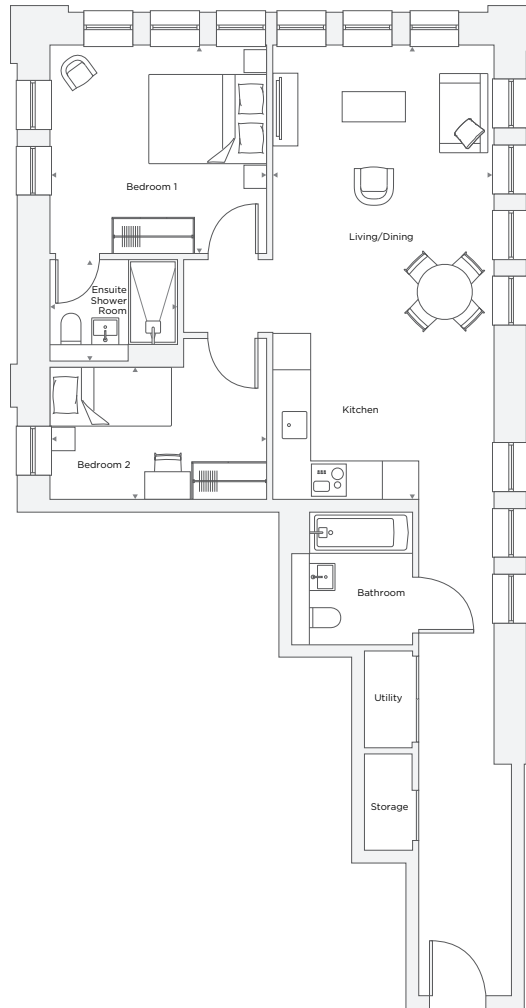 Bedroom 1
Living/Dining
Ensuite
Shower
Room
Kitchen
Bedroom 2
Bathroom
Utility
Storage